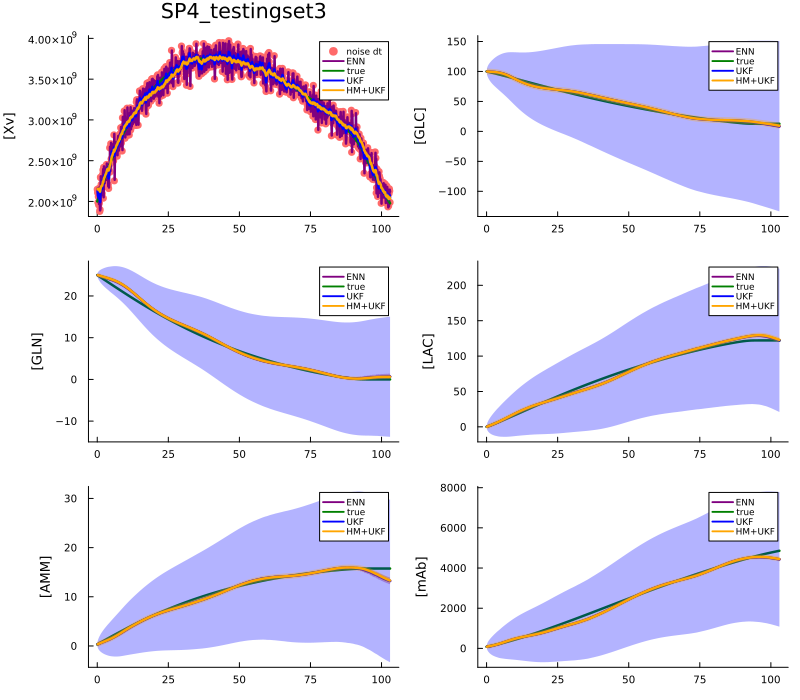 SP4_testingset3
4.00×10⁹
3.50×10⁹
3.00×10⁹
2.50×10⁹
2.00×10⁹
[Xv]
noise dt
ENN
true
UKF
HM+UKF
0 25 50 75 100
150
100
50
0
−50
−100
[GLC]
ENN
true
UKF
HM+UKF
0 25 50 75 100
20
10
0
−10
[GLN]
ENN
true
UKF
HM+UKF
0 25 50 75 100
200
150
100
50
0
[LAC]
ENN
true
UKF
HM+UKF
0 25 50 75 100
30
20
10
0
[AMM]
ENN
true
UKF
HM+UKF
0 25 50 75 100
8000
6000
4000
2000
0
[mAb]
ENN
true
UKF
HM+UKF
0 25 50 75 100